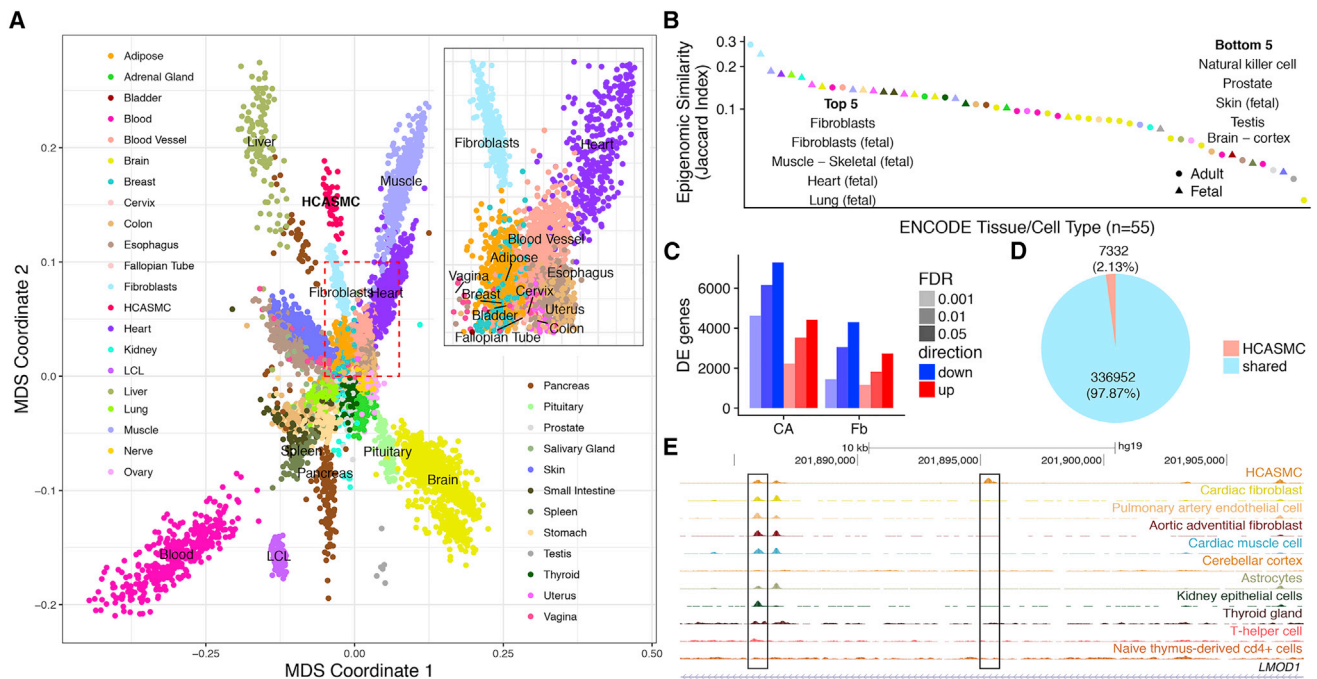 A
MDS Coordinate 2
0.2
0.1
0.0
−0.1
−0.2
−0.25
0.00
0.25
0.50
MDS Coordinate 1
Adipose
Adrenal Gland
Bladder
Blood
Blood Vessel
Brain
Breast
Cervix
Colon
Esophagus
Fallopian Tube
Fibroblasts
HCASMC
Heart
Kidney
LCL
Liver
Lung
Muscle
Nerve
Ovary
Pancreas
Pituitary
Prostate
Salivary Gland
Skin
Small Intestine
Spleen
Stomach
Testis
Thyroid
Uterus
Vagina
Liver
HCASMC
Muscle
Fibroblasts
Heart
Spleen
Pancreas
Pituitary
Brain
Blood
LCL
Fibroblasts
Heart
Blood Vessel
Adipose
Esophagus
Vagina
Breast
Cervix
Bladder
Uterus
Colon
Fallopian Tube
B
Epigenomic Similarity
(Jaccard Index)
0.3
0.2
0.1
Top 5
Fibroblasts
Fibroblasts (fetal)
Muscle − Skeletal (fetal)
Heart (fetal)
Lung (fetal)
Bottom 5
Natural killer cell
Prostate
Skin (fetal)
Testis
Brain − cortex
Adult
Fetal
ENCODE Tissue/Cell Type (n=55)
C
DE genes
6000
4000
2000
0
CA
Fb
FDR
0.001
0.01
0.05
direction
down
up
D
7332
(2.13%)
336952
(97.87%)
HCASMC
shared
E
10 kb
hg19
201,890,000
201,895,000
201,900,000
201,905,000
HCASMC
Cardiac fibroblast
Pulmonary artery endothelial cell
Aortic adventitial fibroblast
Cardiac muscle cell
Cerebellar cortex
Astrocytes
Kidney epithelial cells
Thyroid gland
T-helper cell
Naive thymus-derived cd4+ cells
LMOD1